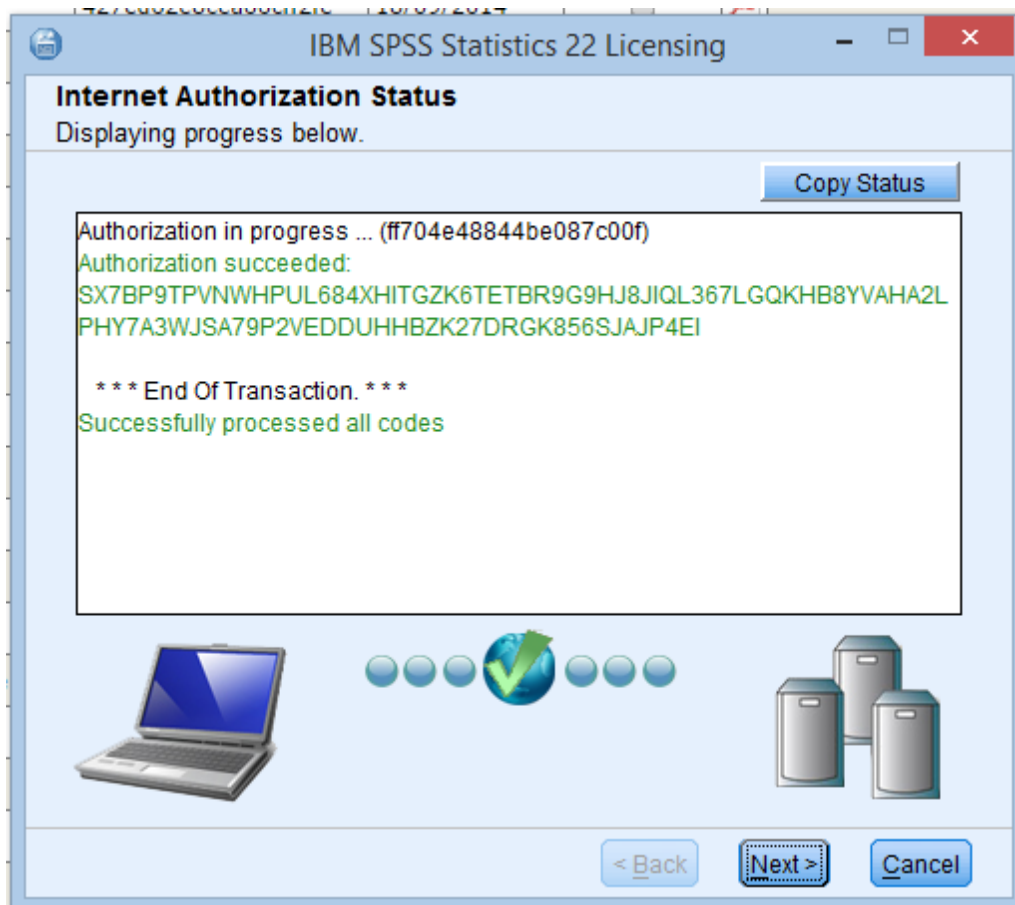 IBM SPSS Statistics 22 Licensing
Internet Authorization Status
Displaying progress below.
Copy Status
Authorization in progress ... (ff704e48844be087c00f)
Authorization succeeded:
SX7BP9TPVNWHPUL684XHITGZK6TETBR9G9HJ8JIQL367LGQKHB8YVAHA2L
PHY7A3WJSA79P2VEDDUHHBZK27DRGK856SJAJP4EI
* * * End Of Transaction. * * *
Successfully processed all codes
< Back
Next >
Cancel